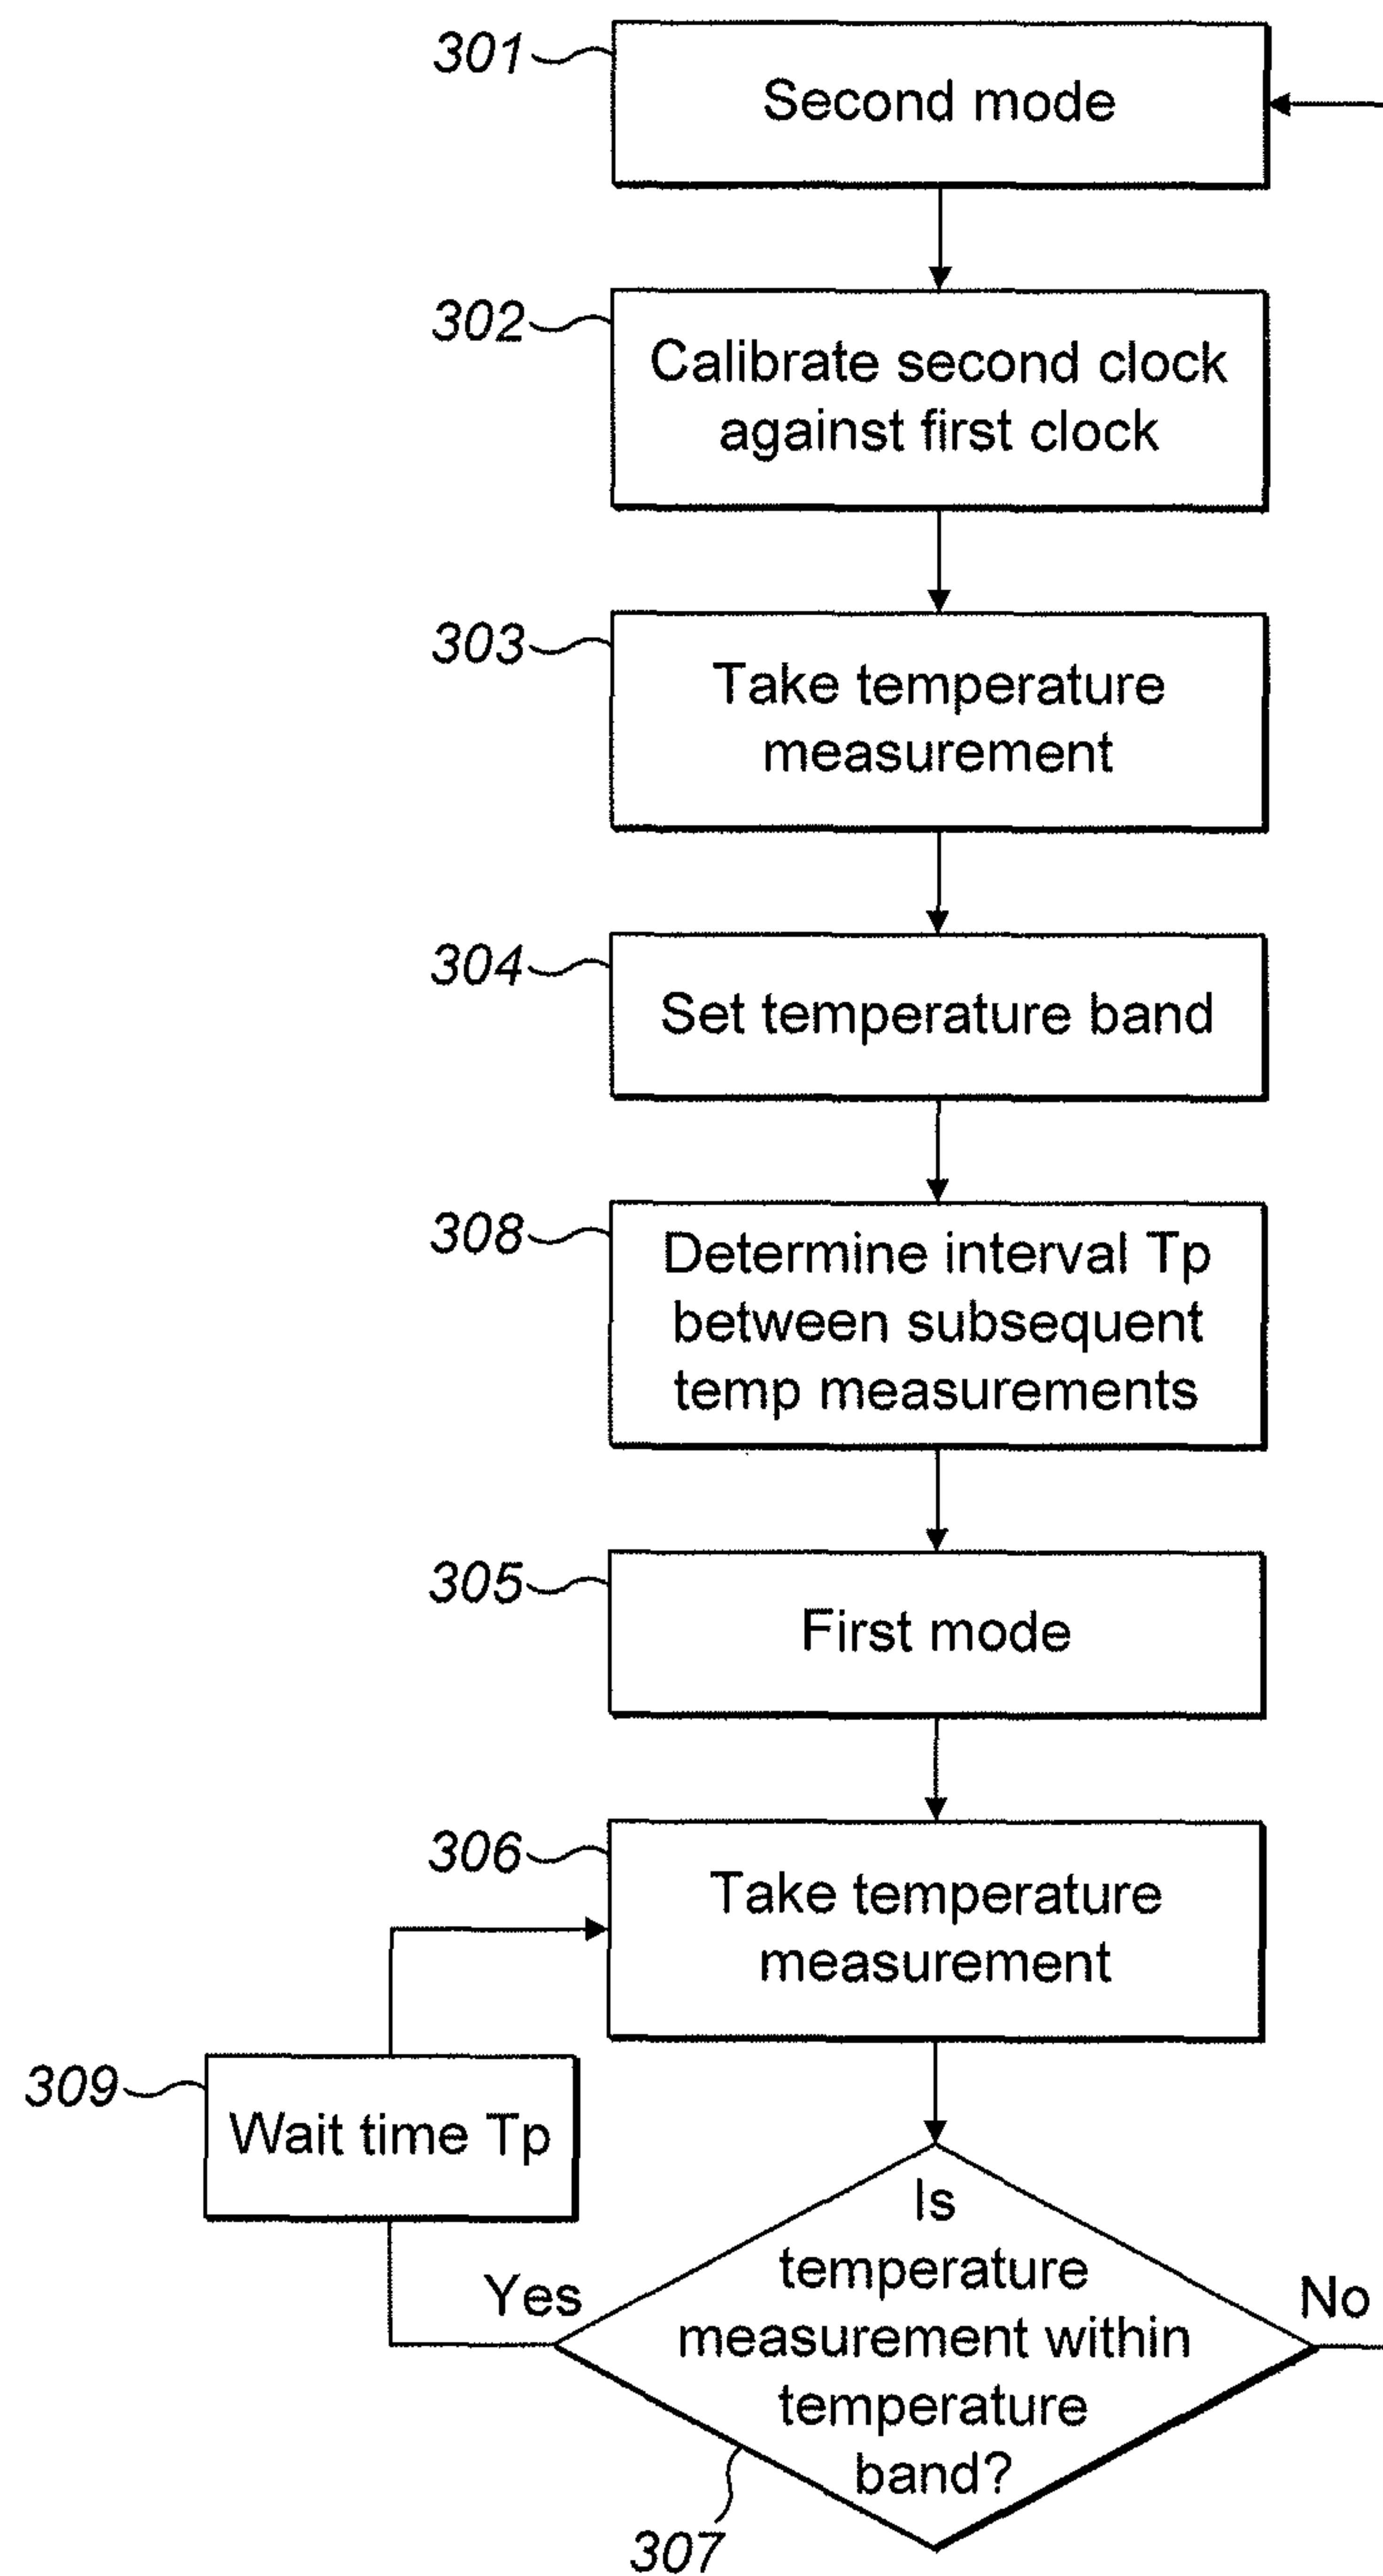 301
Second mode
302
Calibrate second clock
against first clock
303
Take temperature
measurement
304
Set temperature band
308
Determine interval Tp
between subsequent
temp measurements
305
First mode
306
Take temperature
measurement
309
Wait time Tp
Yes
Is
temperature
measurement within
temperature
band?
No
307